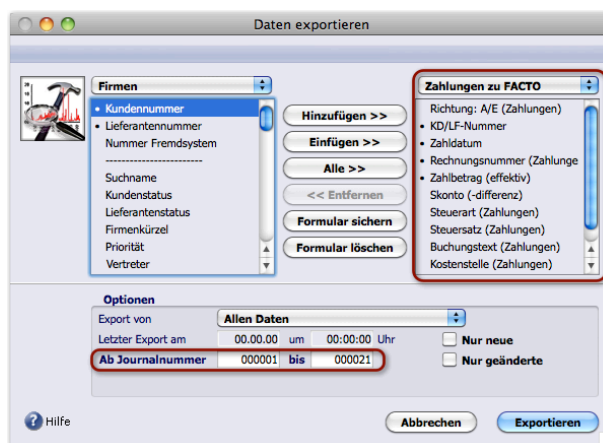 Daten exportieren
Firmen
• Kundennummer
• Lieferantennummer
Nummer Fremdsystem
------------------------
Suchname
Kundenstatus
Lieferantenstatus
Firmenkürzel
Priorität
Vertreter
Hinzufügen >>
Einfügen >>
Alle >>
<< Entfernen
Formular sichern
Formular löschen
Zahlungen zu FACTO
Richtung: A/E (Zahlungen)
• KD/LF-Nummer
• Zahldatum
• Rechnungsnummer (Zahlunge
• Zahlbetrag (effektiv)
Skonto (-differenz)
Steuerart (Zahlungen)
Steuersatz (Zahlungen)
Buchungstext (Zahlungen)
Kostenstelle (Zahlungen)
Optionen
Export von Allen Daten
Letzter Export am 00.00.00 um 00:00:00 Uhr Nur neue
Ab Journalnummer 000001 bis 000021 Nur geänderte
? Hilfe Abbrechen Exportieren